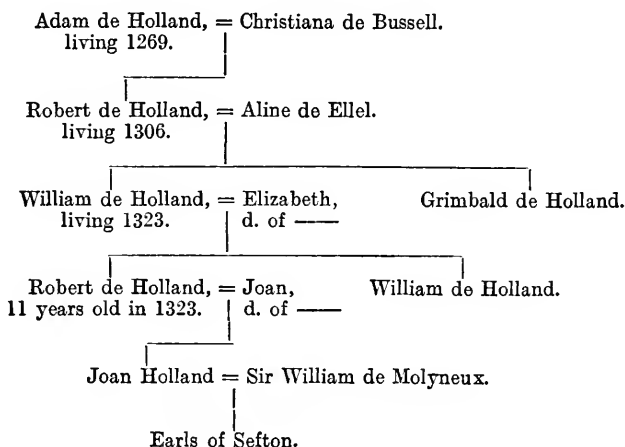 Adam de Holland, = Christiana de Bussell.
living 1269.
Robert de Holland, = Aline de Ellel.
living 1306.
William de Holland, = Elizabeth, Grimbald de Holland.
living 1323. d. of ——
Robert de Holland, = Joan, William de Holland.
11 years old in 1323. d. of ——
Joan Holland = Sir William de Molyneux.
Earls of Sefton.